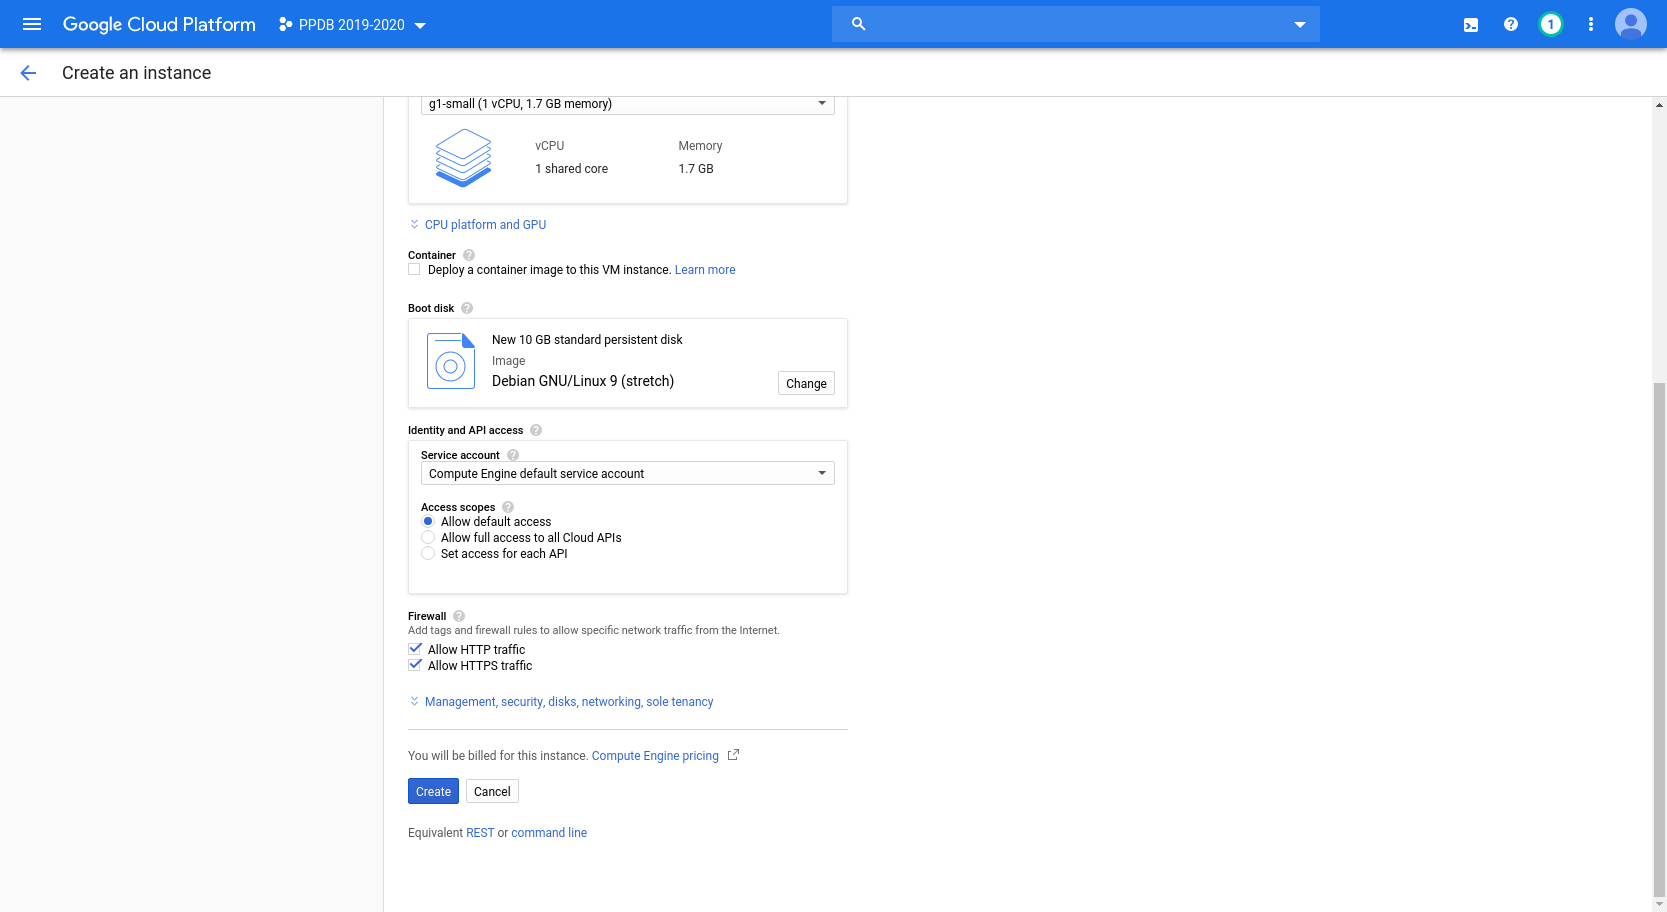 Google Cloud Platform
PPDB 2019-2020
1
Create an instance
g1-small (1 vCPU, 1.7 GB memory)
vCPU Memory
1 shared core 1.7 GB
CPU platform and GPU
Container
Deploy a container image to this VM instance. Learn more
Boot disk
New 10 GB standard persistent disk
Image
Debian GNU/Linux 9 (stretch)
Change
Identity and API access
Service account
Compute Engine default service account
Access scopes
Allow default access
Allow full access to all Cloud APIs
Set access for each API
Firewall
Add tags and firewall rules to allow specific network traffic from the Internet.
Allow HTTP traffic
Allow HTTPS traffic
Management, security, disks, networking, sole tenancy
You will be billed for this instance. Compute Engine pricing
Create Cancel
Equivalent REST or command line